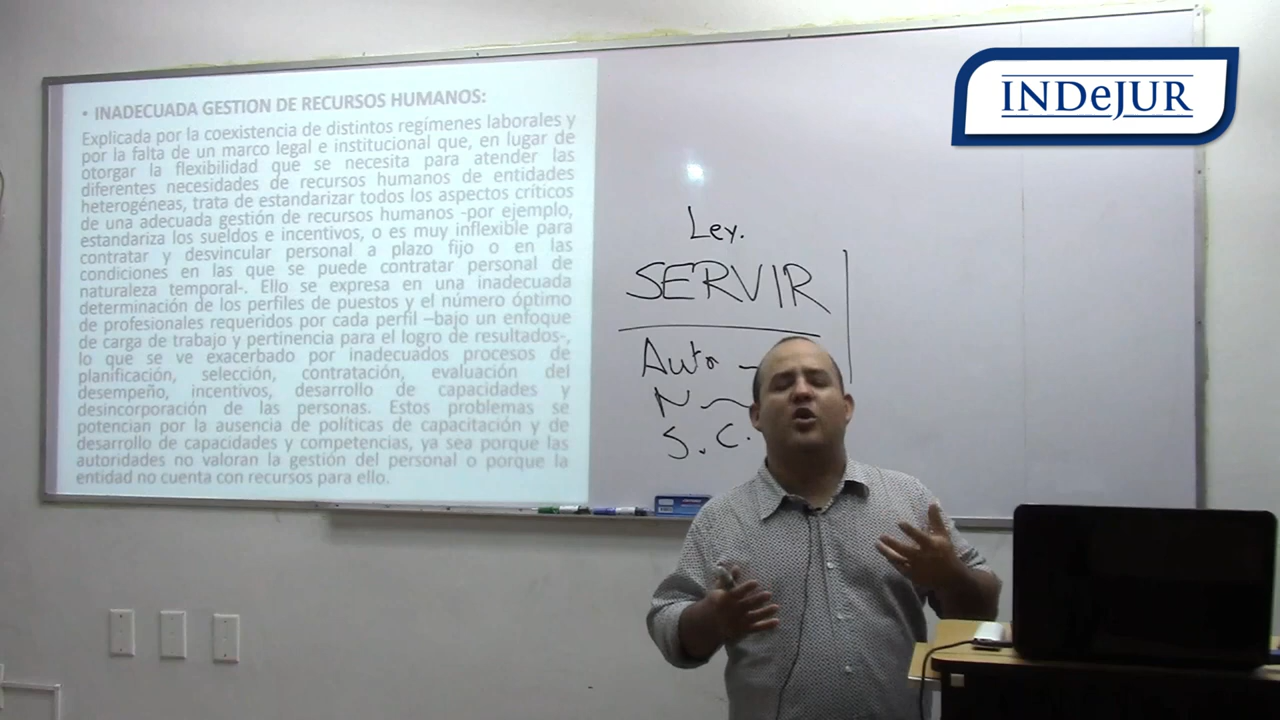 INDeJUR
• INADECUADA GESTION DE RECURSOS HUMANOS:
Explicada por la coexistencia de distintos regímenes laborales y
por la falta de un marco legal e institucional que, en lugar de
otorgar la flexibilidad que se necesita para atender las
diferentes necesidades de recursos humanos de entidades
heterogéneas, trata de estandarizar todos los aspectos críticos
de una adecuada gestión de recursos humanos -por ejemplo,
estandariza los sueldos e incentivos, o es muy inflexible para
contratar y desvincular personal a plazo fijo o en las
condiciones en las que se puede contratar personal de
naturaleza temporal-. Ello se expresa en una inadecuada
determinación de los perfiles de puestos y el número óptimo
de profesionales requeridos por cada perfil –bajo un enfoque
de carga de trabajo y pertinencia para el logro de resultados-,
lo que se ve exacerbado por inadecuados procesos de
planificación, selección, contratación, evaluación del
desempeño, incentivos, desarrollo de capacidades y
desincorporación de las personas. Estos problemas se
potencian por la ausencia de políticas de capacitación y de
desarrollo de capacidades y competencias, ya sea porque las
autoridades no valoran la gestión del personal o porque la
entidad no cuenta con recursos para ello.
Ley.
SERVIR
Auto
N
S.C.